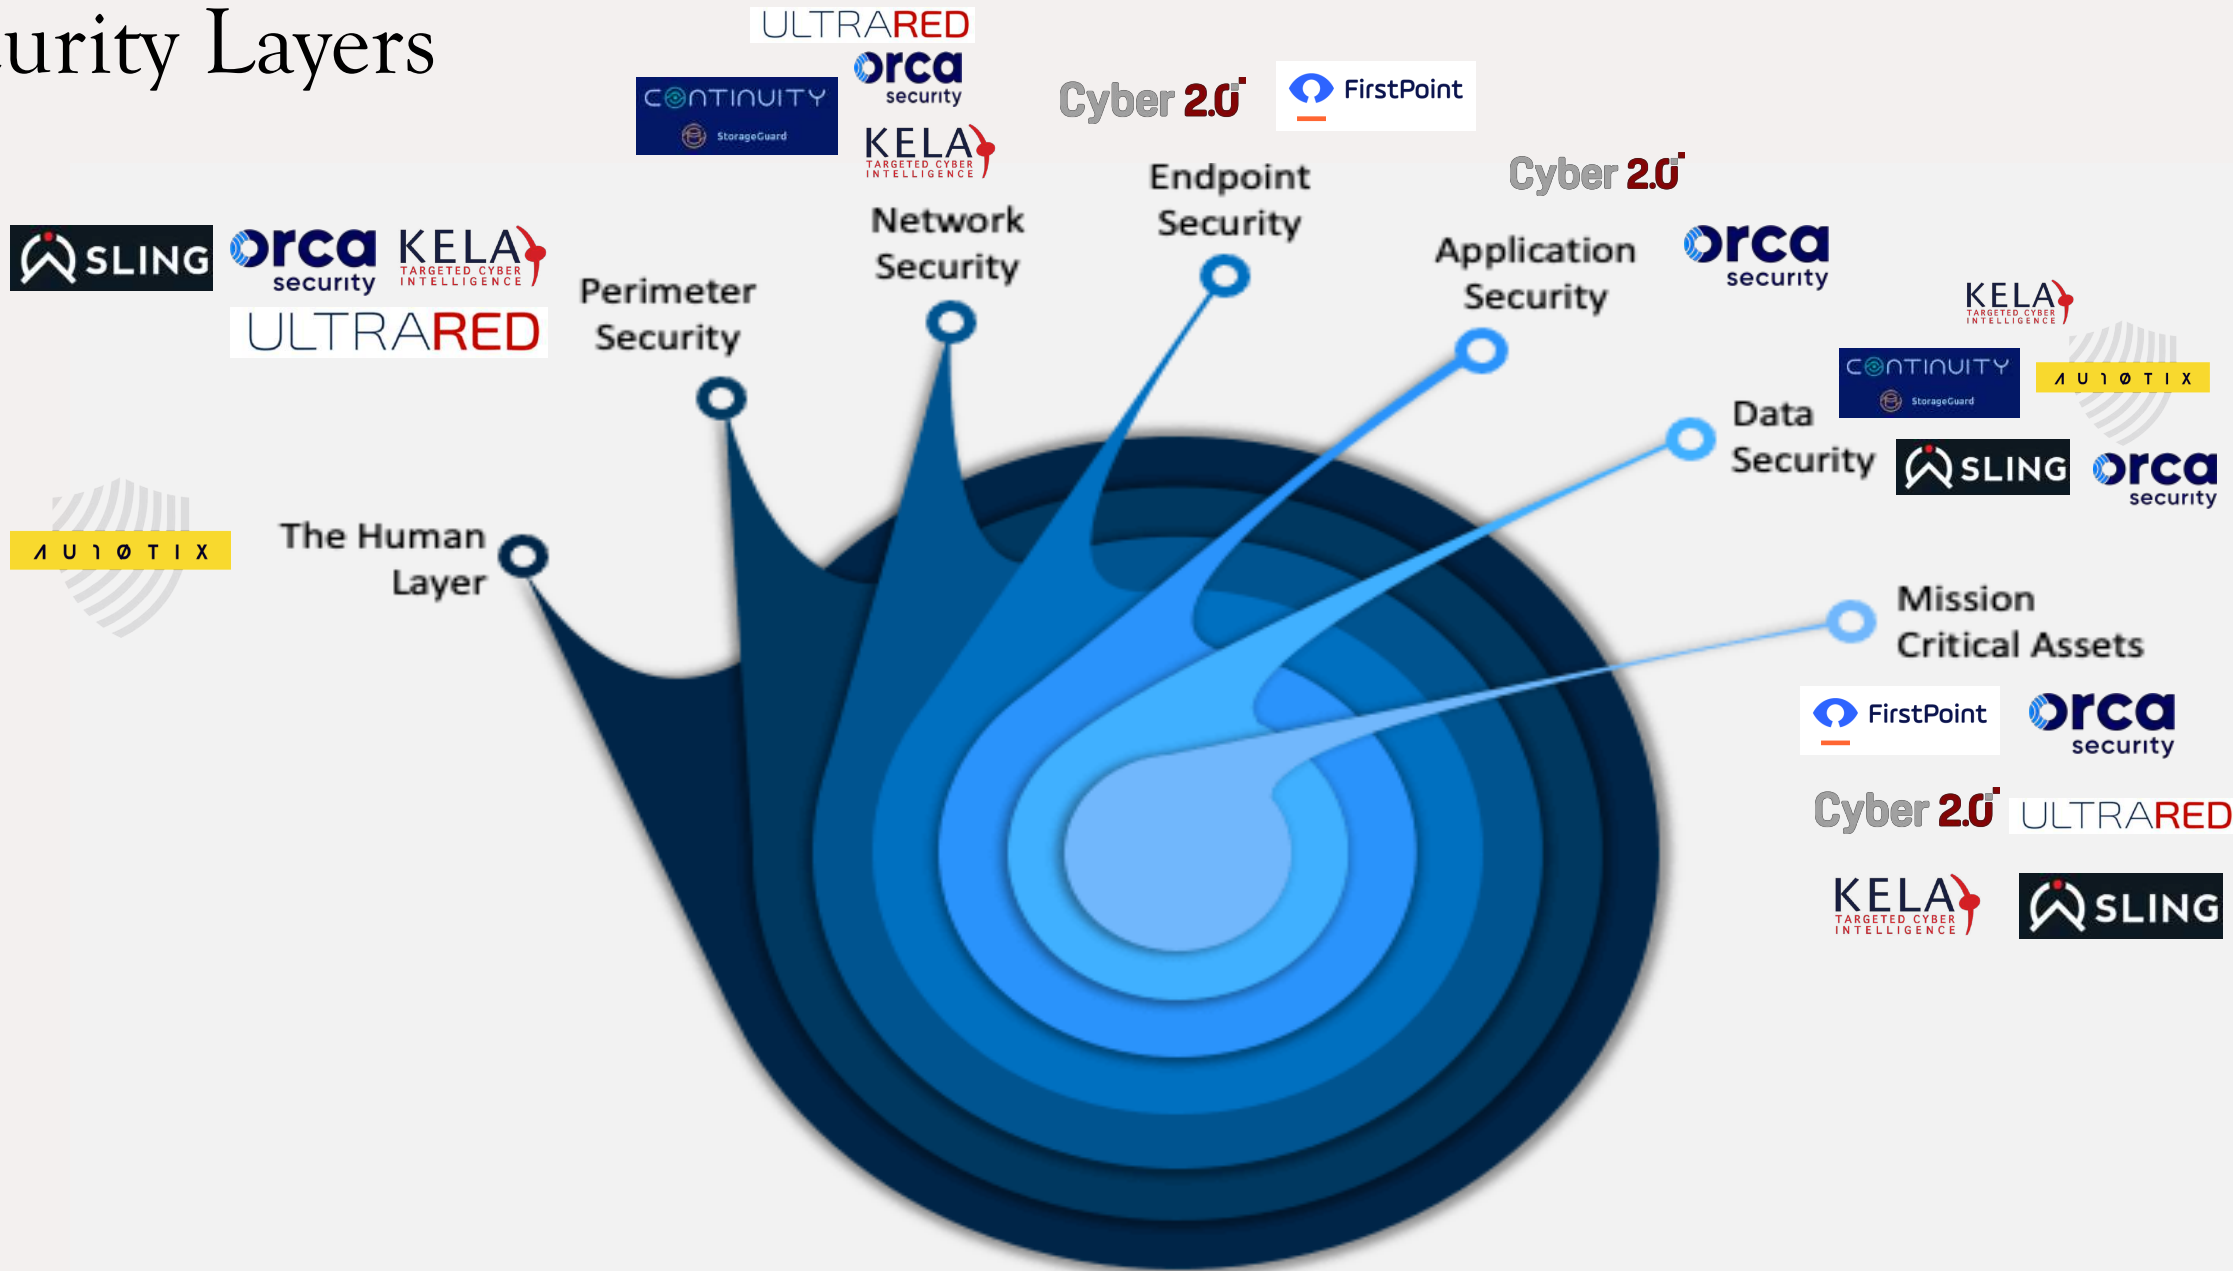 urity Layers
ULTRARED
orca
security
CONTINUITY
StorageGuard
KELA
TARGETED CYBER
INTELLIGENCE
Cyber 2.0
FirstPoint
Cyber 2.0
orca
security
SLING
orca
security
KELA
TARGETED CYBER
INTELLIGENCE
ULTRARED
Perimeter
Security
Network
Security
Endpoint
Security
Application
Security
KELA
TARGETED CYBER
INTELLIGENCE
CONTINUITY
StorageGuard
AU10TIX
Data
Security
SLING
orca
security
AU10TIX
The Human
Layer
Mission
Critical Assets
FirstPoint
orca
security
Cyber 2.0
ULTRARED
KELA
TARGETED CYBER
INTELLIGENCE
SLING